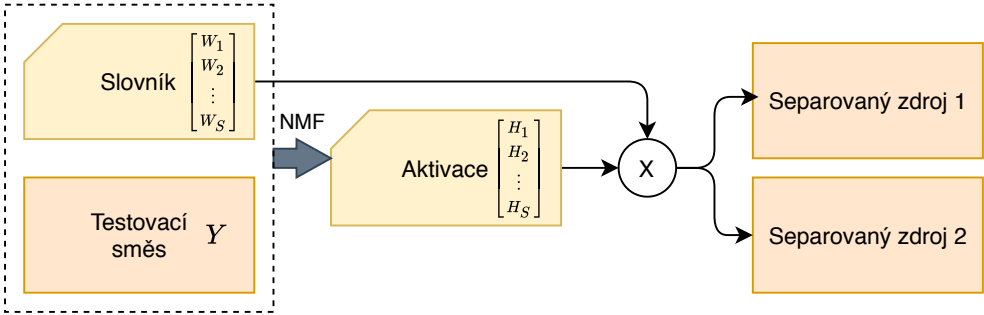 Slovník
W_1
W_2
⋮
W_S
NMF
Aktivace
H_1
H_2
⋮
H_S
X
Separovaný zdroj 1
Testovací
směs
Y
Separovaný zdroj 2